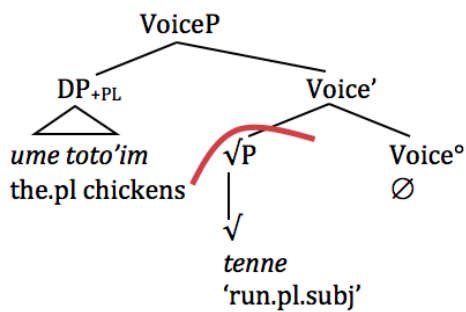 VoiceP
DP+PL Voice’
ume toto’im √P Voice°
the.pl chickens ∅
√
tenne
‘run.pl.subj’